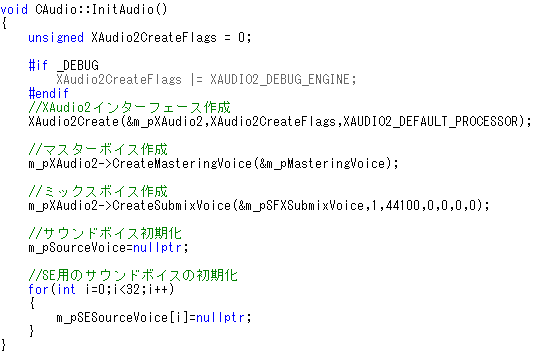 void CAudio::InitAudio()
{
unsigned XAudio2CreateFlags = 0;
#if _DEBUG
XAudio2CreateFlags |= XAUDIO2_DEBUG_ENGINE;
#endif
//XAudio2インターフェース作成
XAudio2Create(&m_pXAudio2,XAudio2CreateFlags,XAUDIO2_DEFAULT_PROCESSOR);
//マスターボイス作成
m_pXAudio2->CreateMasteringVoice(&m_pMasteringVoice);
//ミックスボイス作成
m_pXAudio2->CreateSubmixVoice(&m_pSFXSubmixVoice,1,44100,0,0,0,0);
//サウンドボイス初期化
m_pSourceVoice=nullptr;
//SE用のサウンドボイスの初期化
for(int i=0;i<32;i++)
{
m_pSESourceVoice[i]=nullptr;
}
}